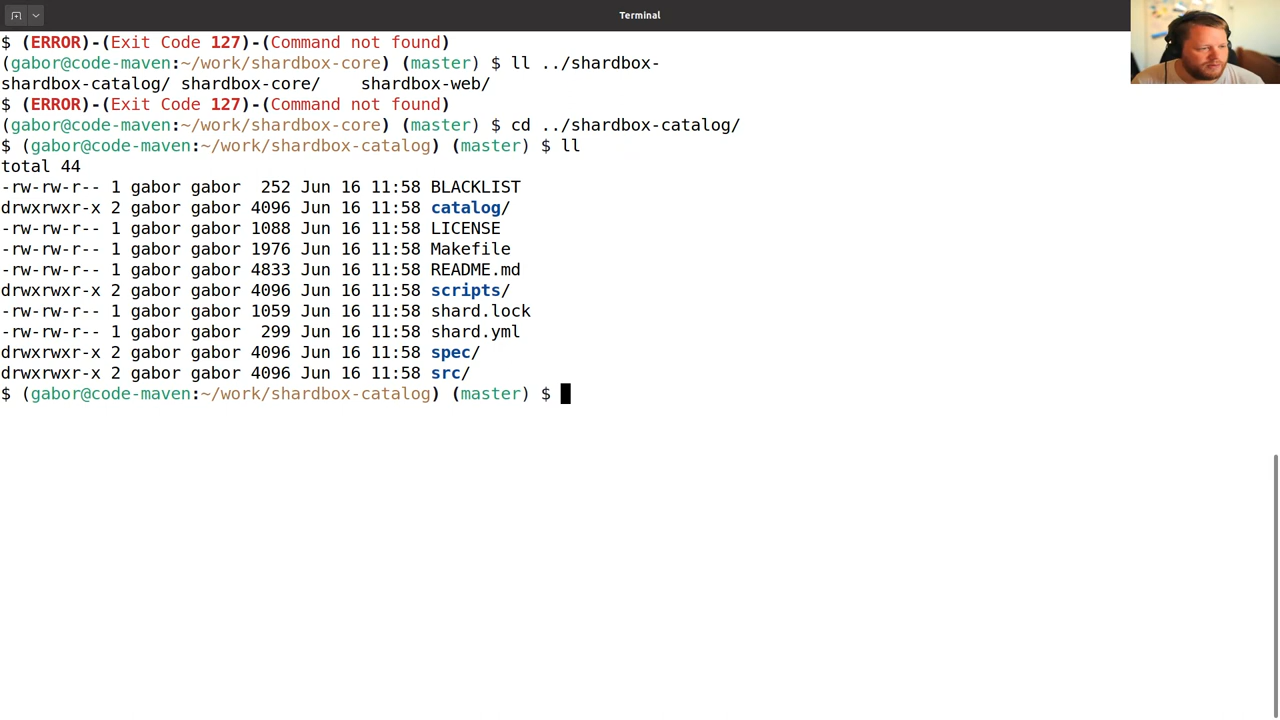 Terminal
$ (ERROR)-(Exit Code 127)-(Command not found)
(gabor@code-maven:~/work/shardbox-core) (master) $ ll ../shardbox-
shardbox-catalog/ shardbox-core/    shardbox-web/
$ (ERROR)-(Exit Code 127)-(Command not found)
(gabor@code-maven:~/work/shardbox-core) (master) $ cd ../shardbox-catalog/
$ (gabor@code-maven:~/work/shardbox-catalog) (master) $ ll
total 44
-rw-rw-r-- 1 gabor gabor  252 Jun 16 11:58 BLACKLIST
drwxrwxr-x 2 gabor gabor 4096 Jun 16 11:58 catalog/
-rw-rw-r-- 1 gabor gabor 1088 Jun 16 11:58 LICENSE
-rw-rw-r-- 1 gabor gabor 1976 Jun 16 11:58 Makefile
-rw-rw-r-- 1 gabor gabor 4833 Jun 16 11:58 README.md
drwxrwxr-x 2 gabor gabor 4096 Jun 16 11:58 scripts/
-rw-rw-r-- 1 gabor gabor 1059 Jun 16 11:58 shard.lock
-rw-rw-r-- 1 gabor gabor  299 Jun 16 11:58 shard.yml
drwxrwxr-x 2 gabor gabor 4096 Jun 16 11:58 spec/
drwxrwxr-x 2 gabor gabor 4096 Jun 16 11:58 src/
$ (gabor@code-maven:~/work/shardbox-catalog) (master) $